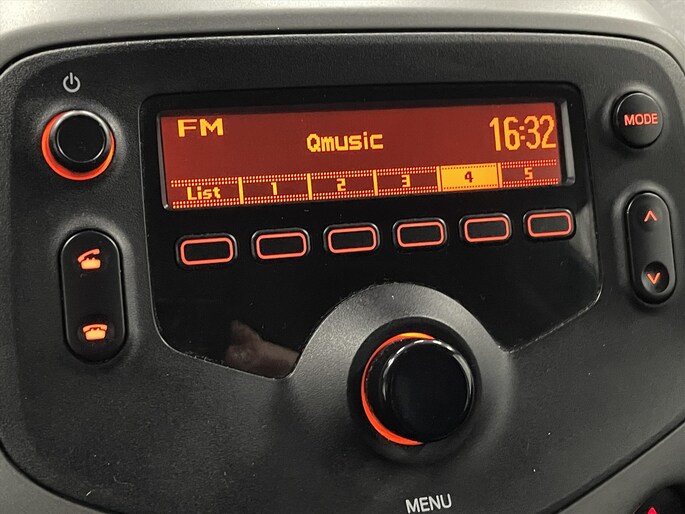 FM
Qmusic
16:32
List 1 2 3 4 5
MODE
MENU